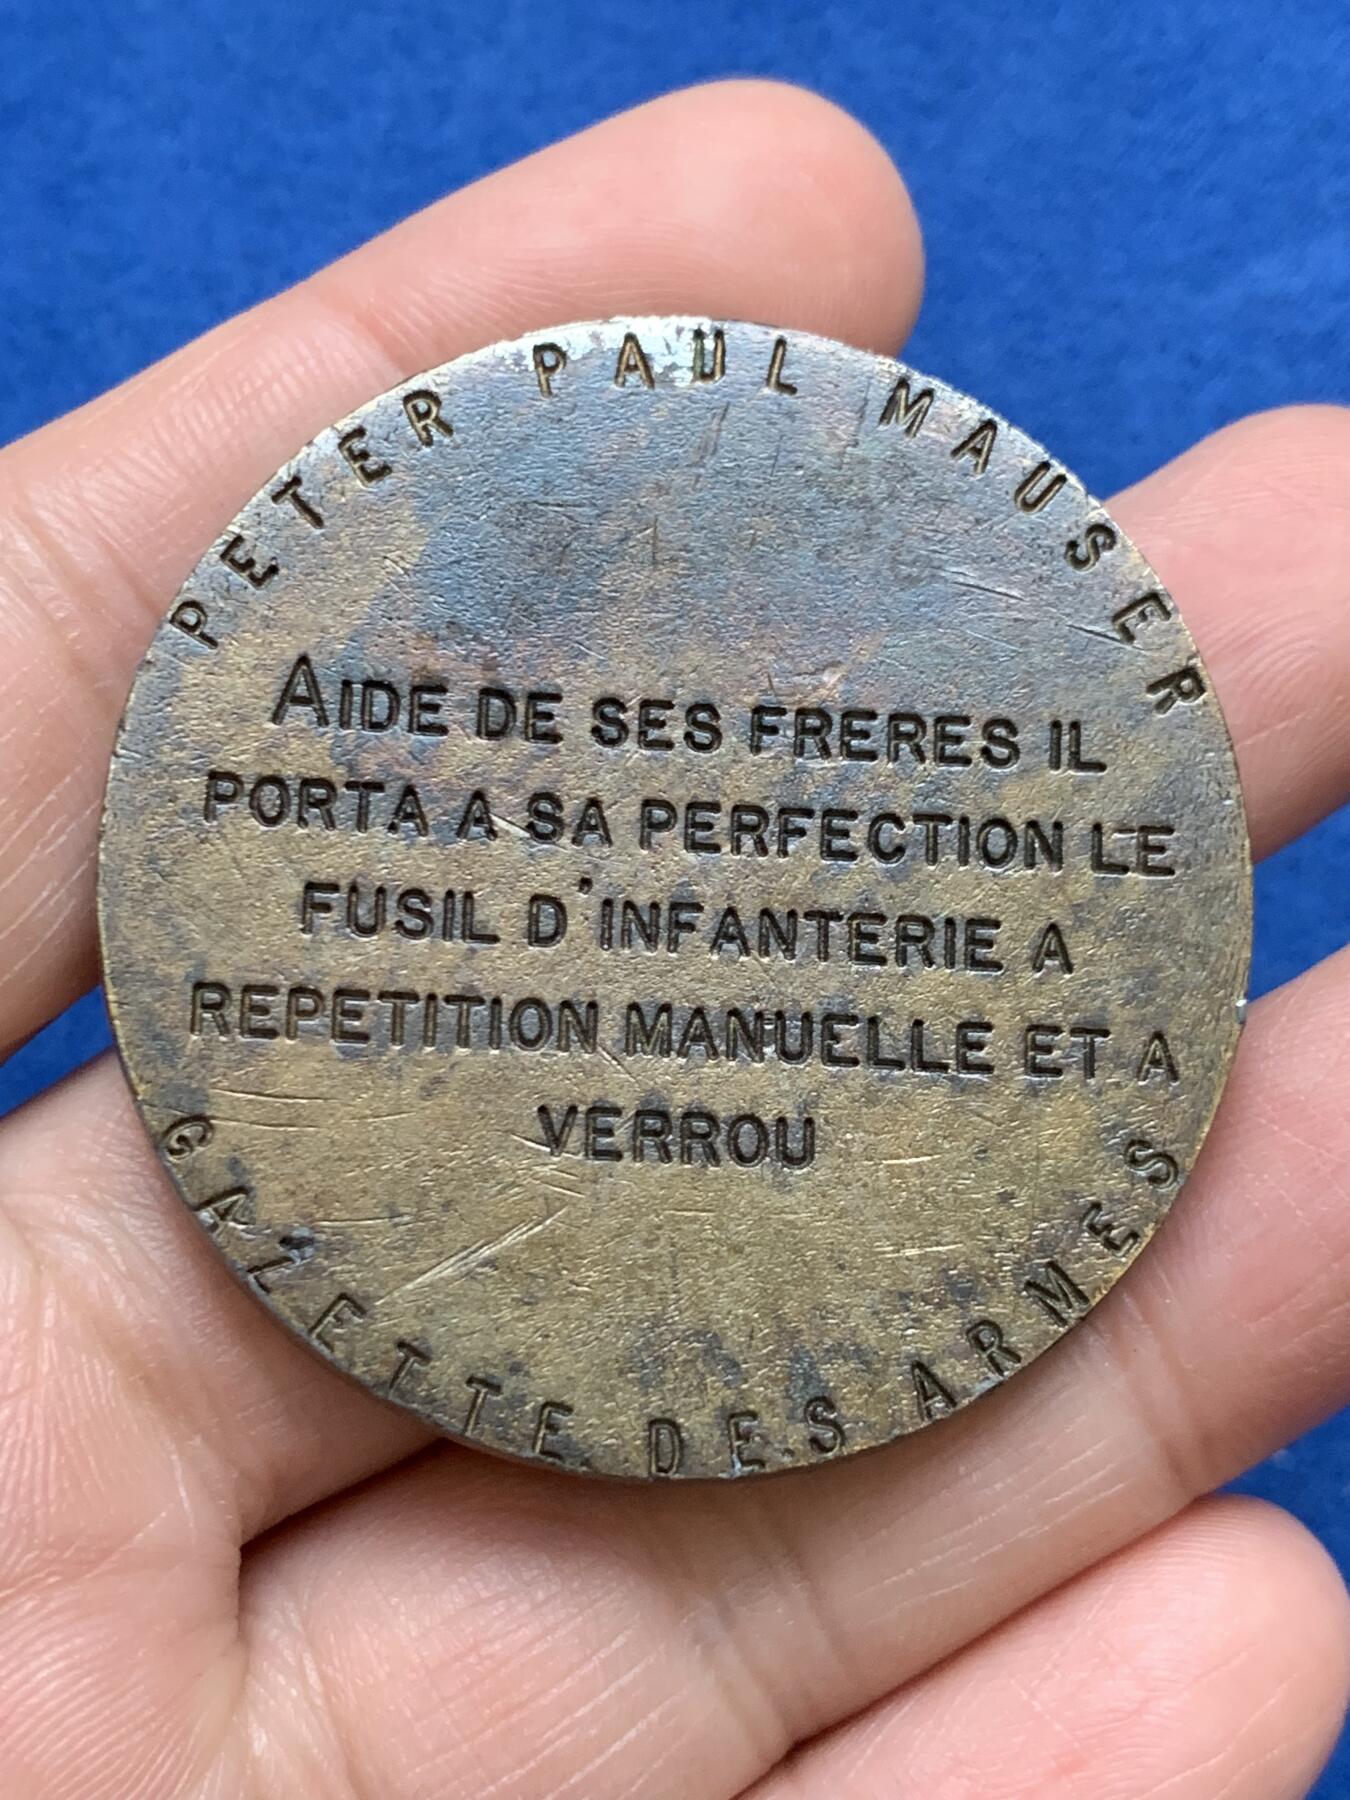 PETER PAUL MAUSER
AIDE DE SES FRERES IL
PORTA A SA PERFECTION LE
FUSIL D'INFANTERIE A
REPETITION MANUELLE ET A
VERROU
GAZETTE DES ARMES